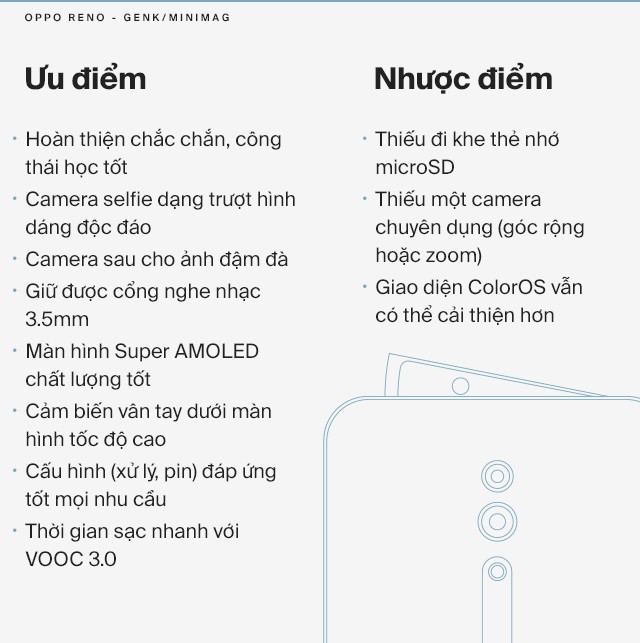 OPPO RENO - GENK/MINIMAG
Ưu điểm
• Hoàn thiện chắc chắn, công
thái học tốt
• Camera selfie dạng trượt hình
dáng độc đáo
• Camera sau cho ảnh đậm đà
• Giữ được cổng nghe nhạc
3.5mm
• Màn hình Super AMOLED
chất lượng tốt
• Cảm biến vân tay dưới màn
hình tốc độ cao
• Cấu hình (xử lý, pin) đáp ứng
tốt mọi nhu cầu
• Thời gian sạc nhanh với
VOOC 3.0
Nhược điểm
• Thiếu đi khe thẻ nhớ
microSD
• Thiếu một camera
chuyên dụng (góc rộng
hoặc zoom)
• Giao diện ColorOS vẫn
có thể cải thiện hơn